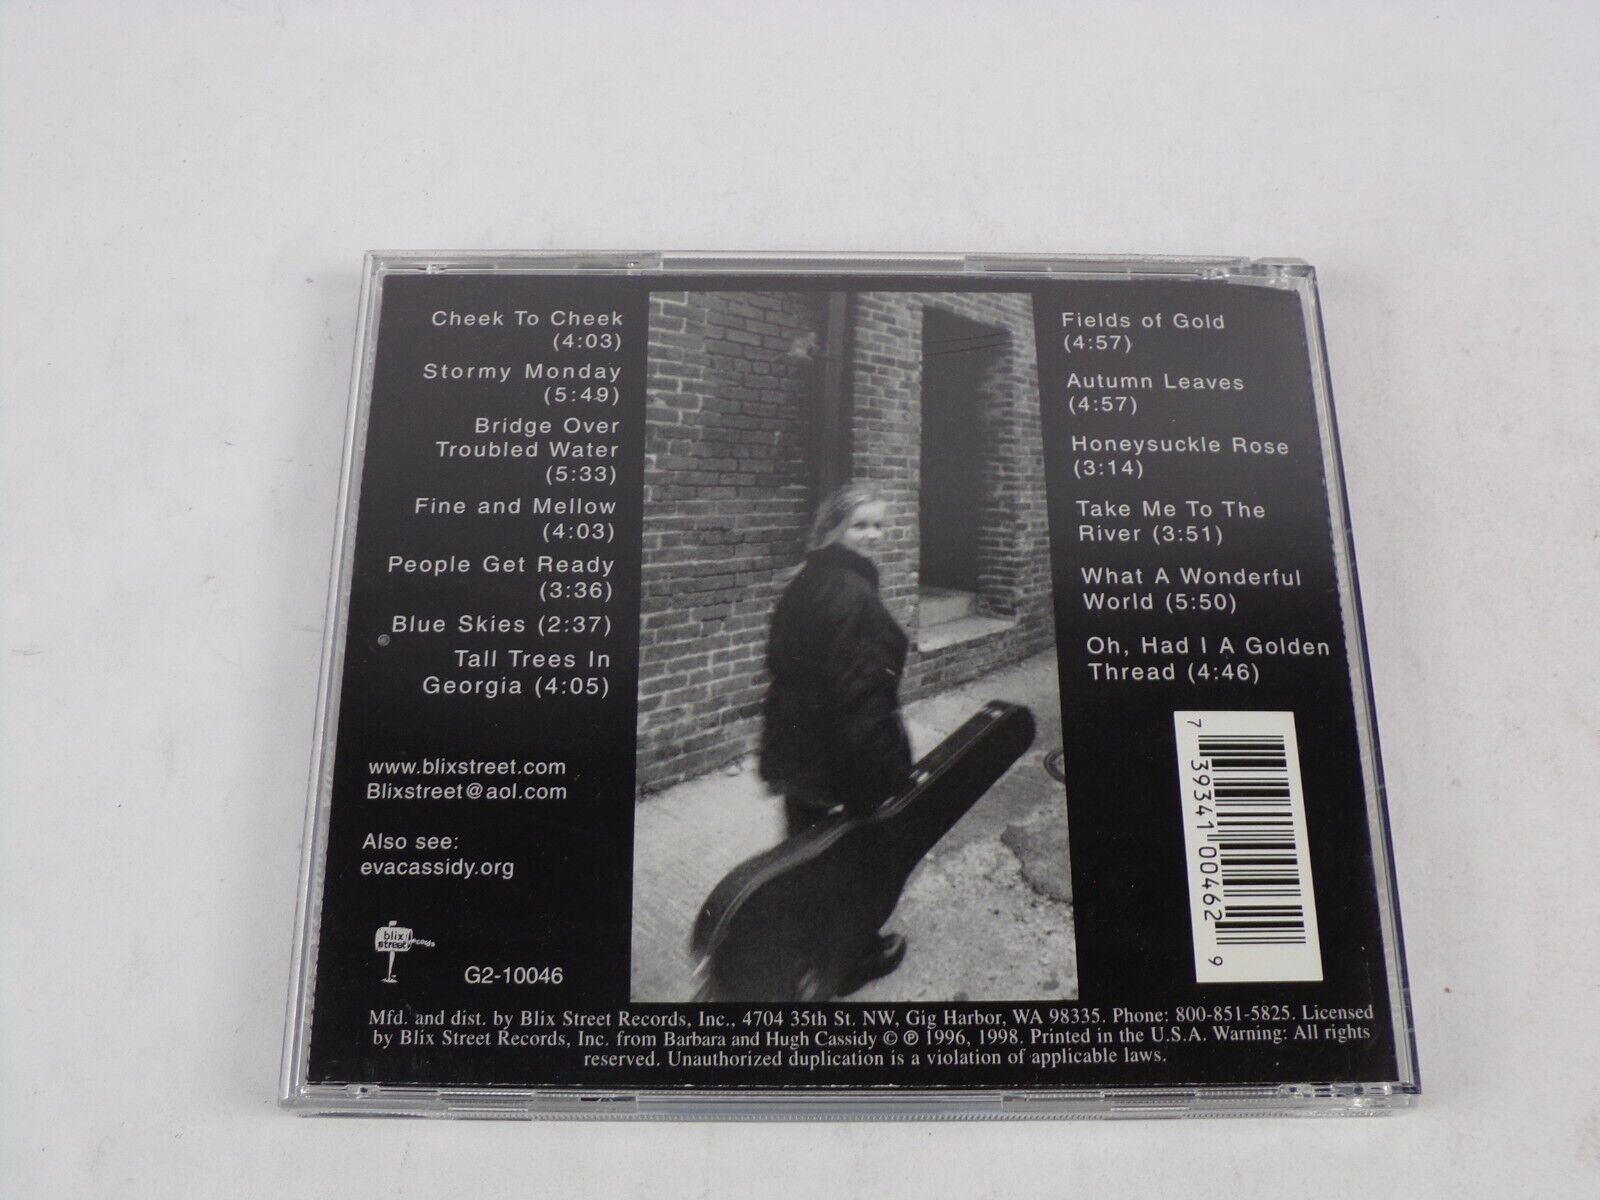 Cheek To Cheek
(4:03)
Stormy Monday
(5:49)
Bridge Over
Troubled Water
(5:33)
Fine and Mellow
(4:03)
People Get Ready
(3:36)
Blue Skies (2:37)
Tall Trees In
Georgia (4:05)
www.blixstreet.com
Blixstreet@aol.com
Also see:
evacassidy.org
blix
street records
G2-10046
Fields of Gold
(4:57)
Autumn Leaves
(4:57)
Honeysuckle Rose
(3:14)
Take Me To The
River (3:51)
What A Wonderful
World (5:50)
Oh, Had I A Golden
Thread (4:46)
7 39341 00462 9
Mfd. and dist. by Blix Street Records, Inc., 4704 35th St. NW, Gig Harbor, WA 98335. Phone: 800-851-5825. Licensed
by Blix Street Records, Inc. from Barbara and Hugh Cassidy © ℗ 1996, 1998. Printed in the U.S.A. Warning: All rights
reserved. Unauthorized duplication is a violation of applicable laws.